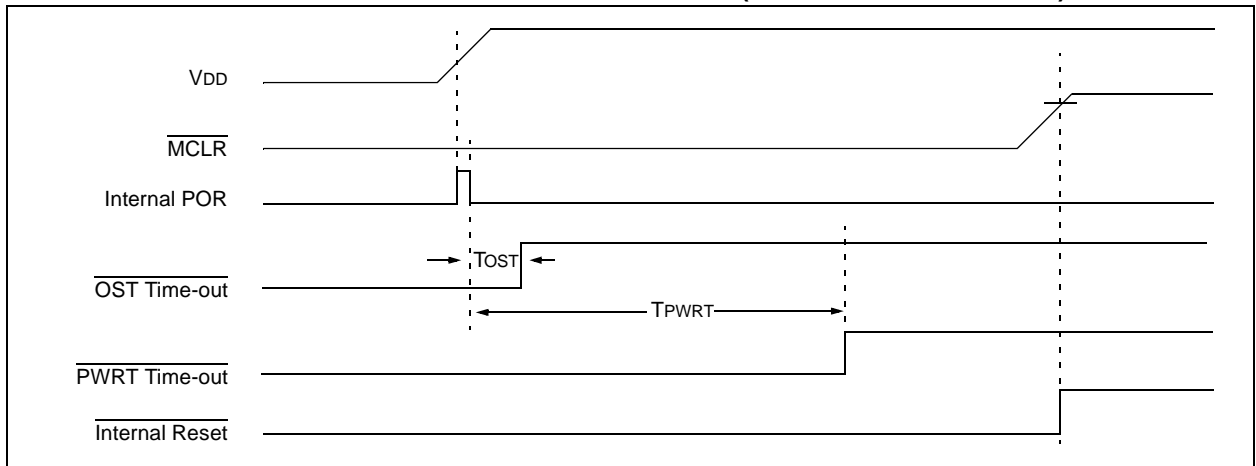 VDD
MCLR
Internal POR
TOST
OST Time-out
TPWRT
PWRT Time-out
Internal Reset